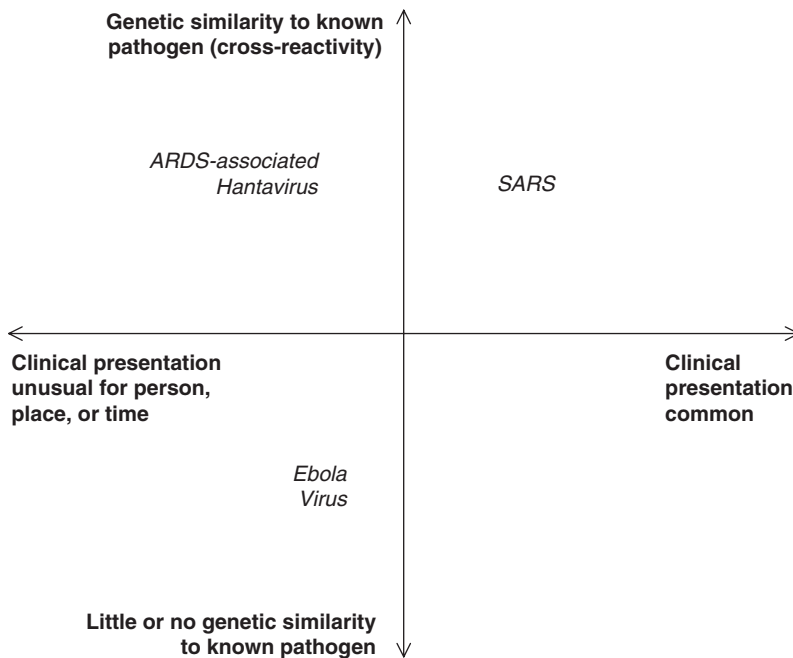 Genetic similarity to known
pathogen (cross-reactivity)
ARDS-associated
Hantavirus
SARS
Clinical presentation
unusual for person,
place, or time
Clinical
presentation
common
Ebola
Virus
Little or no genetic similarity
to known pathogen